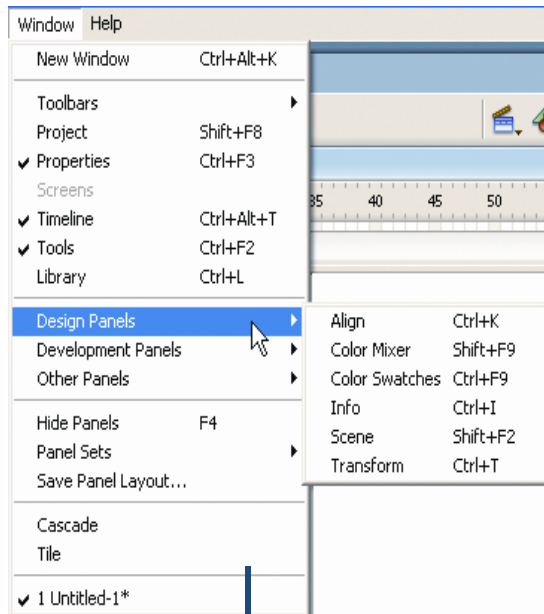 Window Help
New Window Ctrl+Alt+K
Toolbars
Project Shift+F8
Properties Ctrl+F3
Screens
Timeline Ctrl+Alt+T
Tools Ctrl+F2
Library Ctrl+L
35 40 45 50
Design Panels
Development Panels
Other Panels
Hide Panels F4
Panel Sets
Save Panel Layout...
Cascade
Tile
1 Untitled-1*
Align Ctrl+K
Color Mixer Shift+F9
Color Swatches Ctrl+F9
Info Ctrl+I
Scene Shift+F2
Transform Ctrl+T